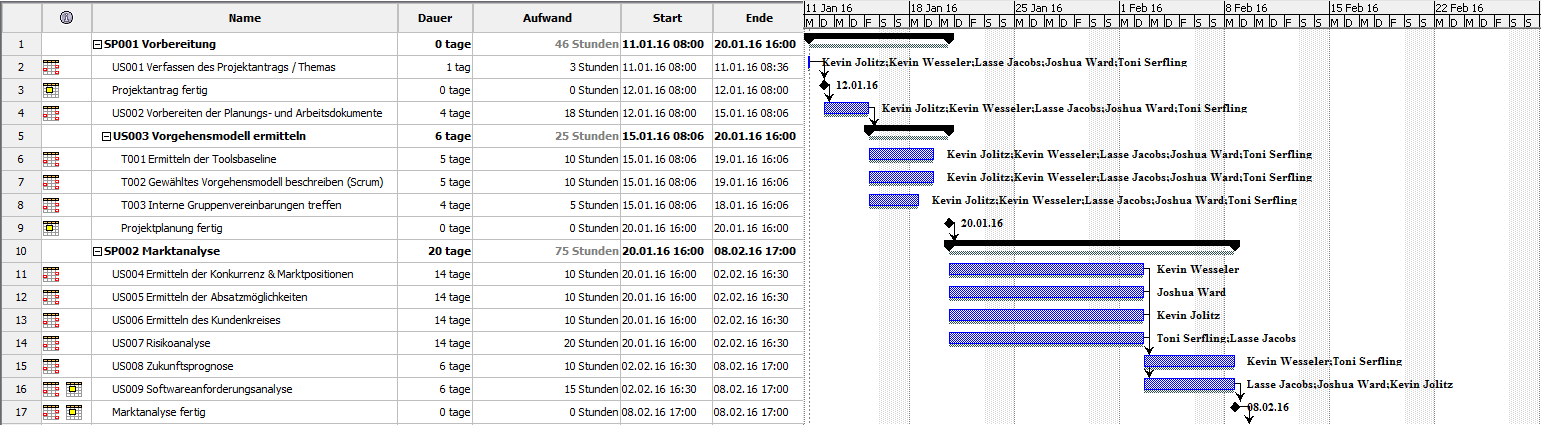 Name Dauer Aufwand Start Ende 11 Jan 16 18 Jan 16 25 Jan 16 1 Feb 16 8 Feb 16 15 Feb 16 22 Feb 16
M D M D F S S M D M D F S S M D M D F S S M D M D F S S M D M D F S S M D M D F S S M D M D F S S
1 SP001 Vorbereitung 0 tage 46 Stunden 11.01.16 08:00 20.01.16 16:00
2 US001 Verfassen des Projektantrags / Themas 1 tag 3 Stunden 11.01.16 08:00 11.01.16 08:36 Kevin Jolitz;Kevin Wesseler;Lasse Jacobs;Joshua Ward;Toni Serfling
3 Projektantrag fertig 0 tage 0 Stunden 12.01.16 08:00 12.01.16 08:00 12.01.16
4 US002 Vorbereiten der Planungs- und Arbeitsdokumente 4 tage 18 Stunden 12.01.16 08:00 15.01.16 08:06 Kevin Jolitz;Kevin Wesseler;Lasse Jacobs;Joshua Ward;Toni Serfling
5 US003 Vorgehensmodell ermitteln 6 tage 25 Stunden 15.01.16 08:06 20.01.16 16:00
6 T001 Ermitteln der Toolsbaseline 5 tage 10 Stunden 15.01.16 08:06 19.01.16 16:06 Kevin Jolitz;Kevin Wesseler;Lasse Jacobs;Joshua Ward;Toni Serfling
7 T002 Gewähltes Vorgehensmodell beschreiben (Scrum) 5 tage 10 Stunden 15.01.16 08:06 19.01.16 16:06 Kevin Jolitz;Kevin Wesseler;Lasse Jacobs;Joshua Ward;Toni Serfling
8 T003 Interne Gruppenvereinbarungen treffen 4 tage 5 Stunden 15.01.16 08:06 18.01.16 16:06 Kevin Jolitz;Kevin Wesseler;Lasse Jacobs;Joshua Ward;Toni Serfling
9 Projektplanung fertig 0 tage 0 Stunden 20.01.16 16:00 20.01.16 16:00 20.01.16
10 SP002 Marktanalyse 20 tage 75 Stunden 20.01.16 16:00 08.02.16 17:00
11 US004 Ermitteln der Konkurrenz & Marktpositionen 14 tage 10 Stunden 20.01.16 16:00 02.02.16 16:30 Kevin Wesseler
12 US005 Ermitteln der Absatzmöglichkeiten 14 tage 10 Stunden 20.01.16 16:00 02.02.16 16:30 Joshua Ward
13 US006 Ermitteln des Kundenkreises 14 tage 10 Stunden 20.01.16 16:00 02.02.16 16:30 Kevin Jolitz
14 US007 Risikoanalyse 14 tage 20 Stunden 20.01.16 16:00 02.02.16 16:30 Toni Serfling;Lasse Jacobs
15 US008 Zukunftsprognose 6 tage 10 Stunden 02.02.16 16:30 08.02.16 17:00 Kevin Wesseler;Toni Serfling
16 US009 Softwareanforderungsanalyse 6 tage 15 Stunden 02.02.16 16:30 08.02.16 17:00 Lasse Jacobs;Joshua Ward;Kevin Jolitz
17 Marktanalyse fertig 0 tage 0 Stunden 08.02.16 17:00 08.02.16 17:00 08.02.16